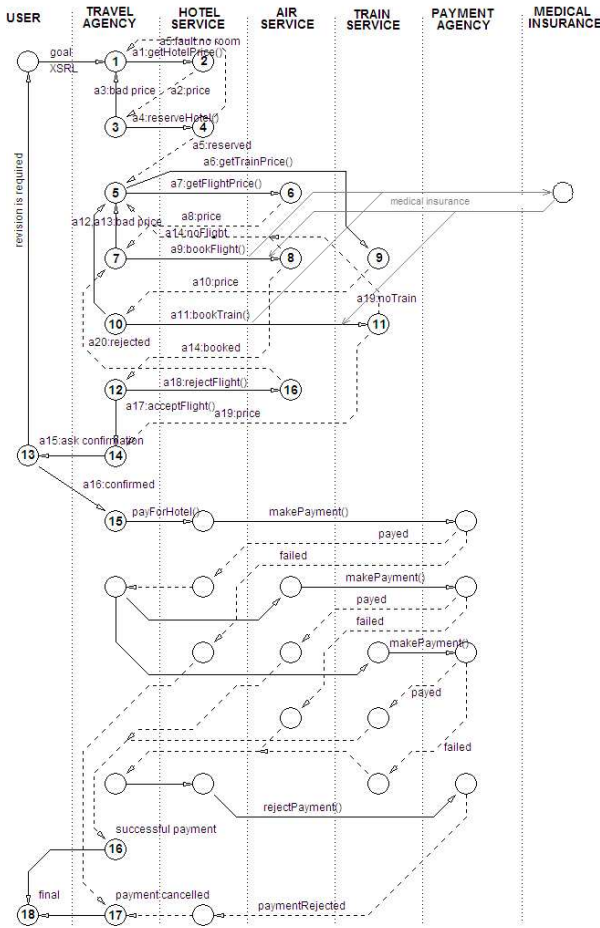 USER
TRAVEL AGENCY
HOTEL SERVICE
AIR SERVICE
TRAIN SERVICE
PAYMENT AGENCY
MEDICAL INSURANCE
a5:fault:no room
goal
XSRL
a1:getHotelPrice()
1
2
a3:bad price
a2:price
a4:reserveHotel()
3
4
a5:reserved
a6:getTrainPrice()
a7:getFlightPrice()
5
6
medical insurance
revision is required
a8:price
a12,a13:bad price
a14:noFlight
a9:bookFlight()
7
8
9
a10:price
a19:noTrain
a11:bookTrain()
10
11
a20:rejected
a14:booked
a18:rejectFlight()
12
16
a17:acceptFlight()
a19:price
a15:ask confirmation
13
14
a16:confirmed
payForHotel()
makePayment()
15
payed
failed
makePayment()
payed
failed
makePayment()
payed
failed
rejectPayment()
successful payment
16
final
payment:cancelled
paymentRejected
18
17